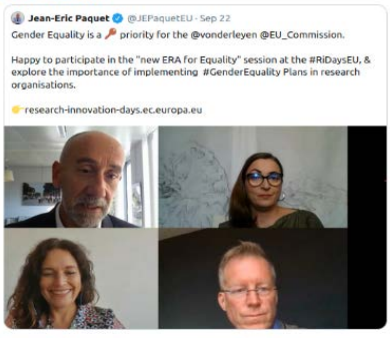 Jean-Eric Paquet @JEPaquetEU · Sep 22
Gender Equality is a 🔑 priority for the @vonderleyen @EU_Commission.
Happy to participate in the "new ERA for Equality" session at the #RiDaysEU, &
explore the importance of implementing #GenderEquality Plans in research
organisations.
👉research-innovation-days.ec.europa.eu